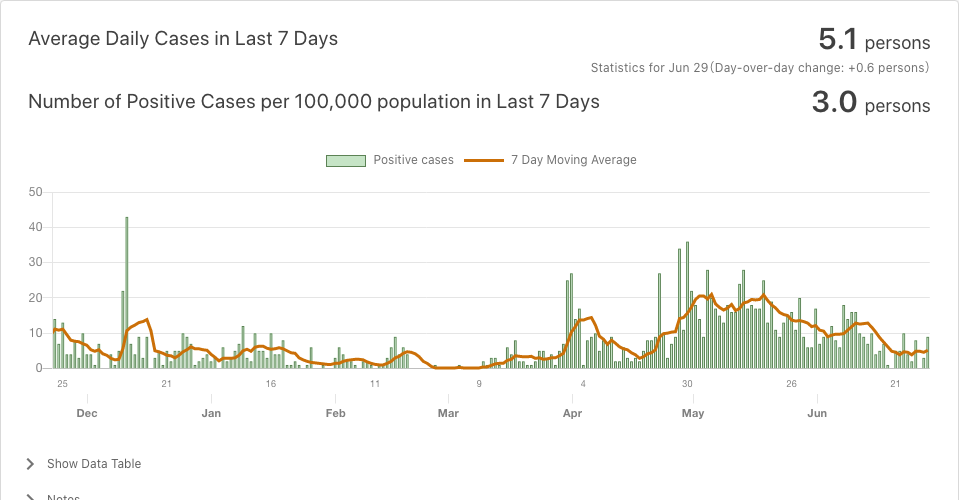 Average Daily Cases in Last 7 Days
5.1 persons
Statistics for Jun 29(Day-over-day change: +0.6 persons)
Number of Positive Cases per 100,000 population in Last 7 Days
3.0 persons
Positive cases 7 Day Moving Average
50
40
30
20
10
0
25 21 16 11 9 4 30 26 21
Dec Jan Feb Mar Apr May Jun
Show Data Table
Notes